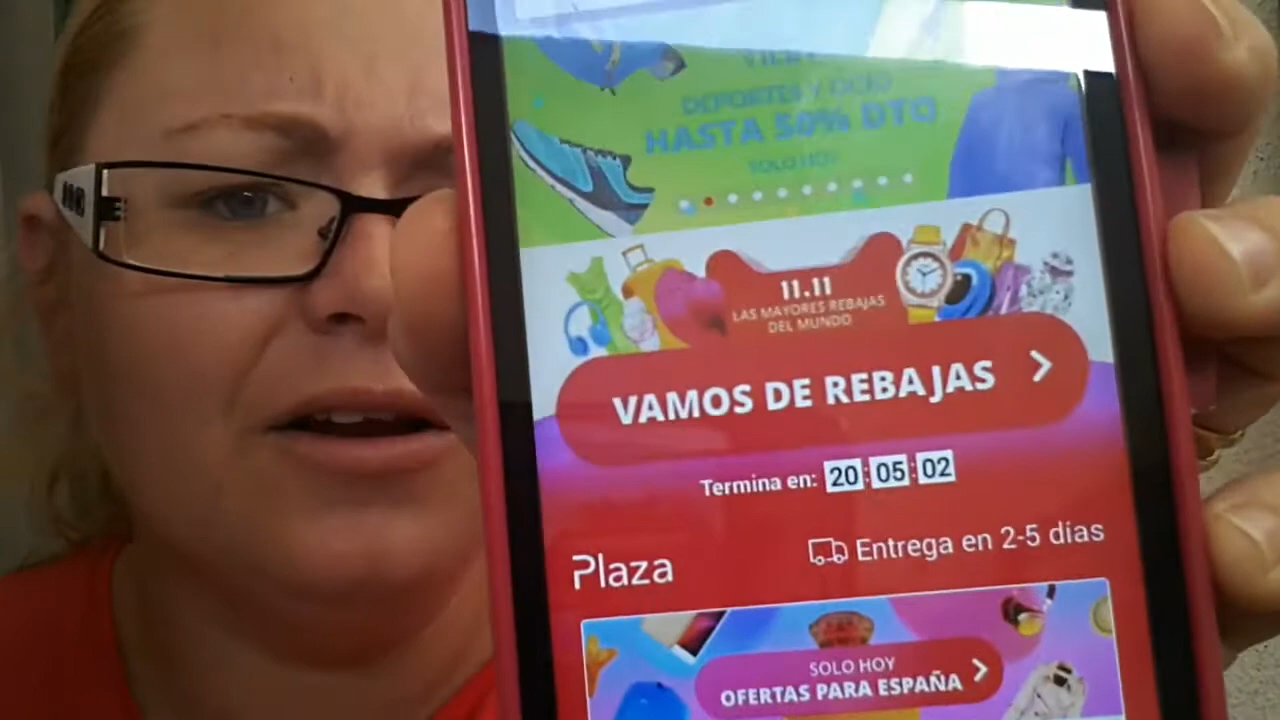 DEPORTES Y OCIO
HASTA 50% DTO
SOLO HOY
11.11
LAS MAYORES REBAJAS
DEL MUNDO
VAMOS DE REBAJAS
Termina en: 20:05:02
Plaza
Entrega en 2-5 días
SOLO HOY
OFERTAS PARA ESPAÑA